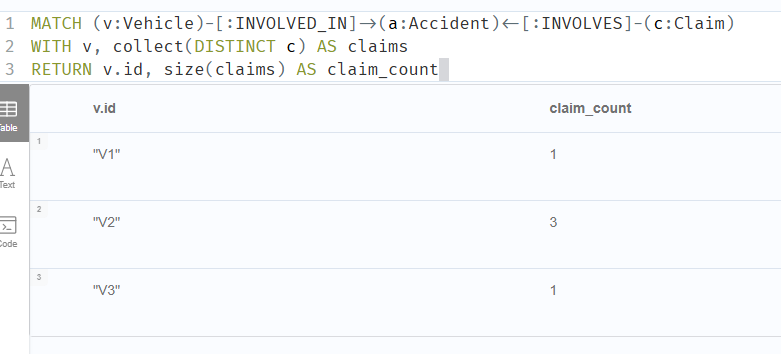 1 MATCH (v:Vehicle)-[:INVOLVED_IN]->(a:Accident)<-[:INVOLVES]-(c:Claim)
2 WITH v, collect(DISTINCT c) AS claims
3 RETURN v.id, size(claims) AS claim_count
v.id claim_count
Table
1
"V1" 1
Text
2
"V2" 3
Code
3
"V3" 1